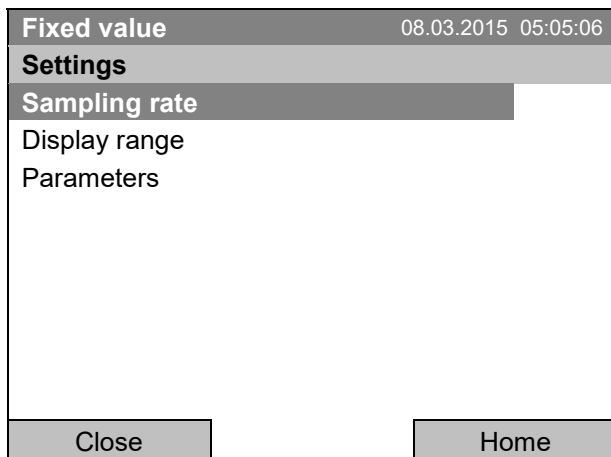 Fixed value 08.03.2015 05:05:06
Settings
Sampling rate
Display range
Parameters
Close Home